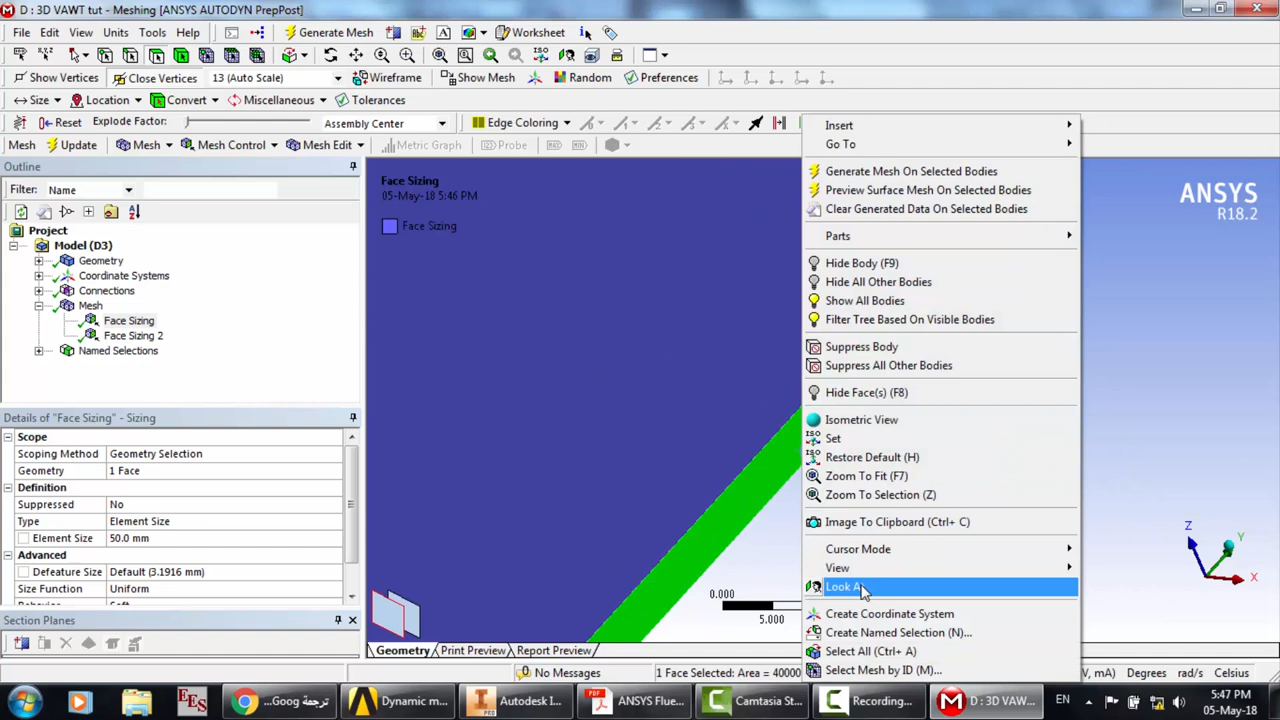 D : 3D VAWT tut - Meshing [ANSYS AUTODYN PrepPost]
File Edit View Units Tools Help Generate Mesh Worksheet
Show Vertices Close Vertices 13 (Auto Scale) Wireframe Show Mesh Random Preferences
Size Location Convert Miscellaneous Tolerances
Reset Explode Factor: Assembly Center Edge Coloring
Mesh Update Mesh Mesh Control Mesh Edit Metric Graph Probe
Outline
Filter: Name
Project
Model (D3)
Geometry
Coordinate Systems
Connections
Mesh
Face Sizing
Face Sizing 2
Named Selections
Details of "Face Sizing" - Sizing
Scope
Scoping Method Geometry Selection
Geometry 1 Face
Definition
Suppressed No
Type Element Size
Element Size 50.0 mm
Advanced
Defeature Size Default (3.1916 mm)
Size Function Uniform
Section Planes
Face Sizing
05-May-18 5:46 PM
Face Sizing
ANSYS
R18.2
0.000
5.000
Z
Y
X
Insert
Go To
Generate Mesh On Selected Bodies
Preview Surface Mesh On Selected Bodies
Clear Generated Data On Selected Bodies
Parts
Hide Body (F9)
Hide All Other Bodies
Show All Bodies
Filter Tree Based On Visible Bodies
Suppress Body
Suppress All Other Bodies
Hide Face(s) (F8)
Isometric View
Set
Restore Default (H)
Zoom To Fit (F7)
Zoom To Selection (Z)
Image To Clipboard (Ctrl+ C)
Cursor Mode
View
Look
Create Coordinate System
Create Named Selection (N)...
Select All (Ctrl+ A)
Select Mesh by ID (M)...
Geometry Print Preview Report Preview
No Messages 1 Face Selected: Area = 40000 V, mA) Degrees rad/s Celsius
EES ...Goog ترجمة Dynamic m... Autodesk I... PDF ANSYS Flue... Camtasia St... Recording... D : 3D VAW... EN 5:47 PM
05-May-18